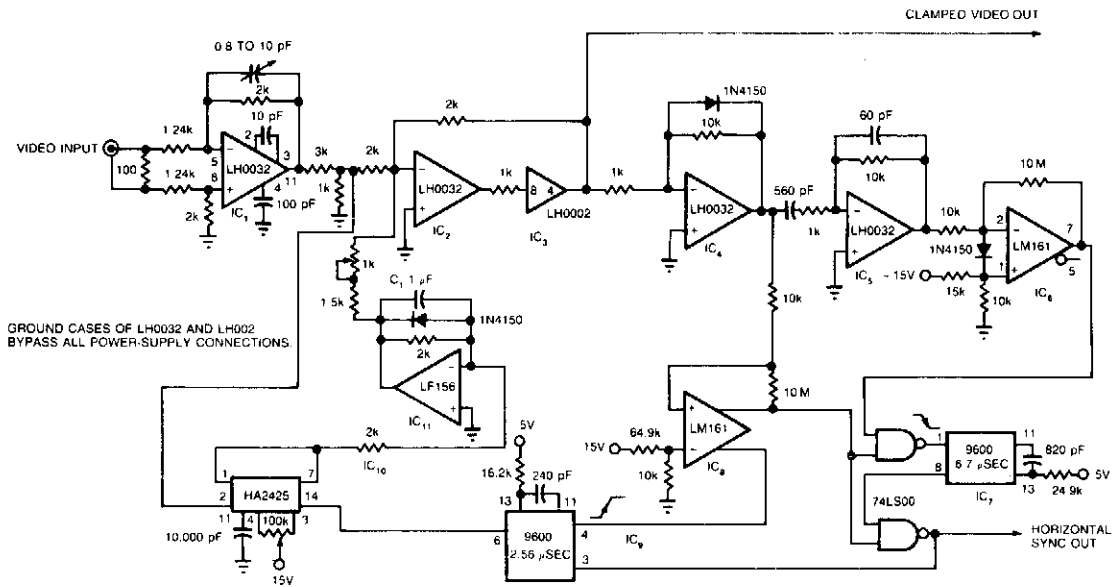 CLAMPED VIDEO OUT
0.8 TO 10 pF
2k
10 pF
VIDEO INPUT
1.24k
100
1.24k
2k
5
6
2
3
11
4
LH0032
IC1
100 pF
3k
1k
2k
2k
LH0032
IC2
1k
8
4
LH0002
IC3
1k
1N4150
10k
LH0032
IC4
560 pF
1k
60 pF
10k
LH0032
IC5
10k
10 M
1N4150
2
7
1
5
LM161
IC6
-15V
15k
10k
1k
1.5k
C1 1 µF
1N4150
2k
LF156
IC11
GROUND CASES OF LH0032 AND LH002
BYPASS ALL POWER-SUPPLY CONNECTIONS.
2k
IC10
1
7
2
14
HA2425
11
4
3
100k
10,000 pF
15V
5V
16.2k
240 pF
13
11
6
4
3
9600
2.56 µSEC
IC9
10k
10 M
LM161
IC8
15V
64.9k
10k
1
11
8
13
9600
6.7 µSEC
IC7
820 pF
5V
24.9k
74LS00
HORIZONTAL
SYNC OUT